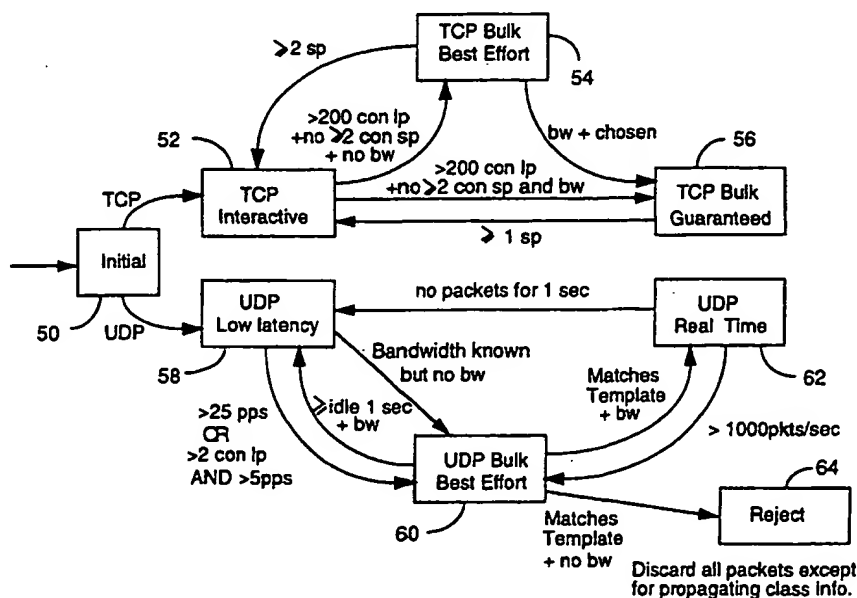 TCP Bulk
Best Effort
54
⩾2 sp
>200 con lp
+no ⩾2 con sp
+ no bw
bw + chosen
52
56
TCP
TCP
Interactive
>200 con lp
+no ⩾2 con sp and bw
TCP Bulk
Guaranteed
⩾ 1 sp
Initial
50
UDP
UDP
Low latency
58
no packets for 1 sec
UDP
Real Time
62
Bandwidth known
but no bw
⩾idle 1 sec
+ bw
Matches
Template
+ bw
>25 pps
OR
>2 con lp
AND >5pps
> 1000pkts/sec
UDP Bulk
Best Effort
60
64
Reject
Matches
Template
+ no bw
Discard all packets except
for propagating class info.